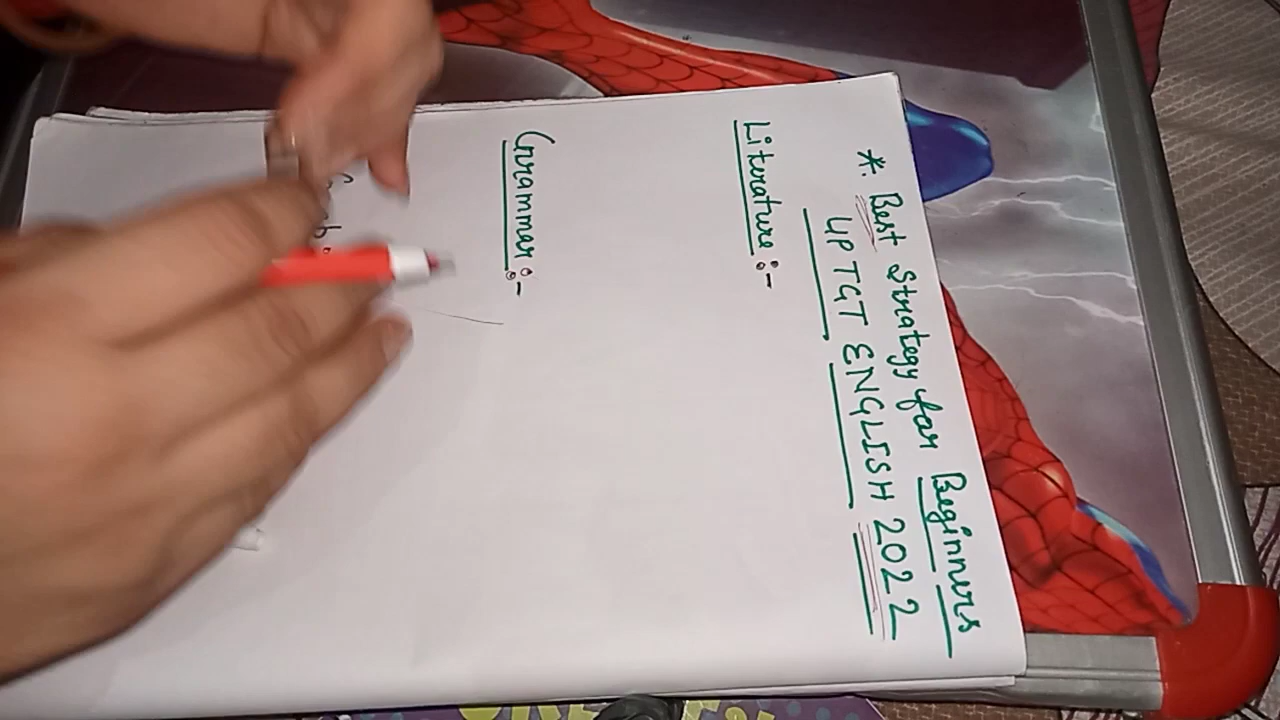 *. Best Strategy for Beginners
UP TGT ENGLISH 2022
Literature :-
Grammar :-